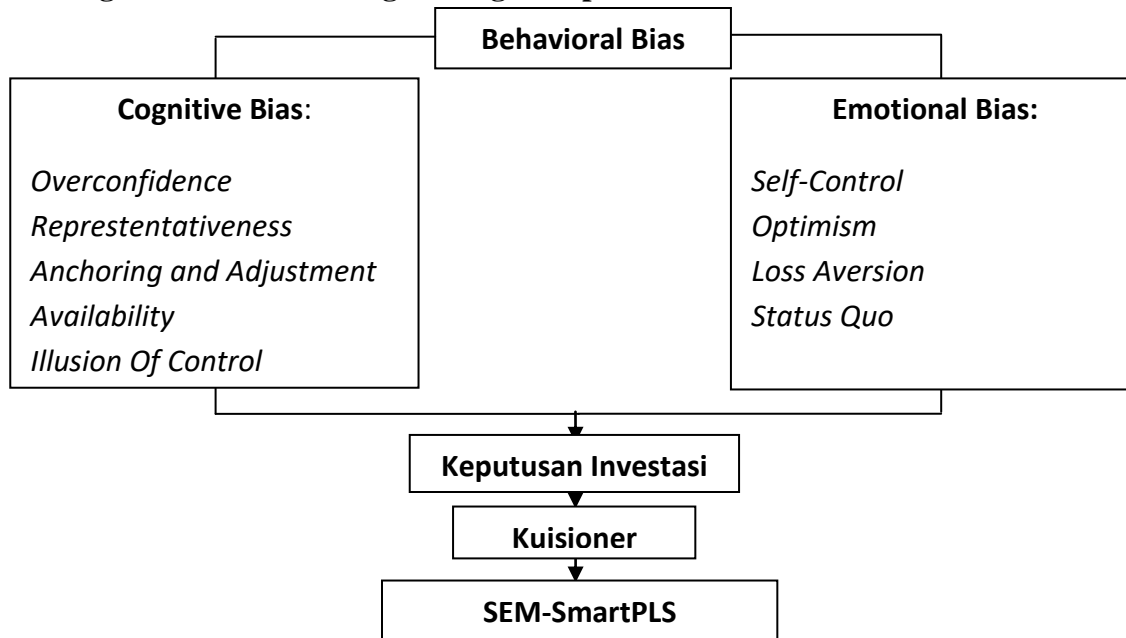 Behavioral Bias
Cognitive Bias:
Overconfidence
Represtentativeness
Anchoring and Adjustment
Availability
Illusion Of Control
Emotional Bias:
Self-Control
Optimism
Loss Aversion
Status Quo
Keputusan Investasi
Kuisioner
SEM-SmartPLS